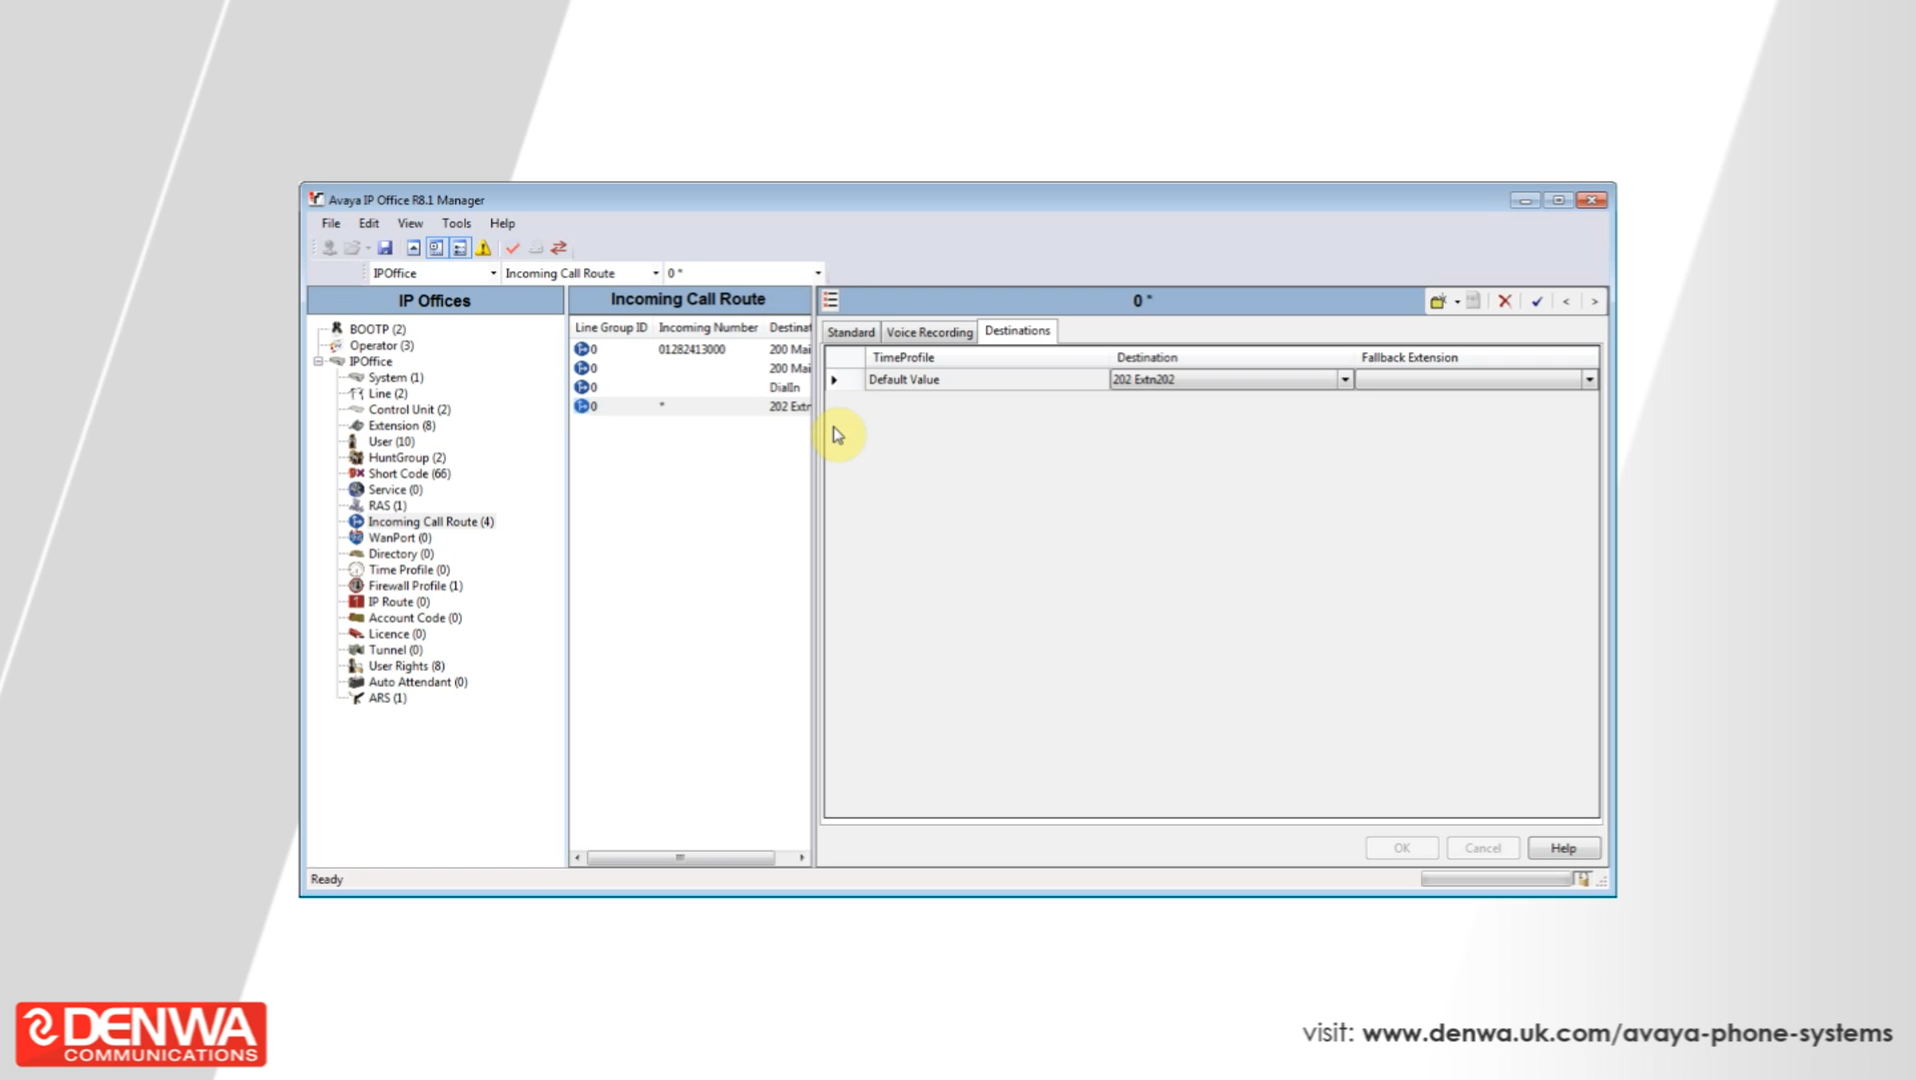 Avaya IP Office R8.1 Manager
File Edit View Tools Help
IPOffice Incoming Call Route 0 *
IP Offices
BOOTP (2)
Operator (3)
IPOffice
System (1)
Line (2)
Control Unit (2)
Extension (8)
User (10)
HuntGroup (2)
Short Code (66)
Service (0)
RAS (1)
Incoming Call Route (4)
WanPort (0)
Directory (0)
Time Profile (0)
Firewall Profile (1)
IP Route (0)
Account Code (0)
Licence (0)
Tunnel (0)
User Rights (8)
Auto Attendant (0)
ARS (1)
Incoming Call Route
Line Group ID Incoming Number Destinat
0 01282413000 200 Mai
0 200 Mai
0 DialIn
0 * 202 Extn
0 *
Standard Voice Recording Destinations
TimeProfile Destination Fallback Extension
Default Value 202 Extn202
OK Cancel Help
Ready
DENWA
COMMUNICATIONS
visit: www.denwa.uk.com/avaya-phone-systems